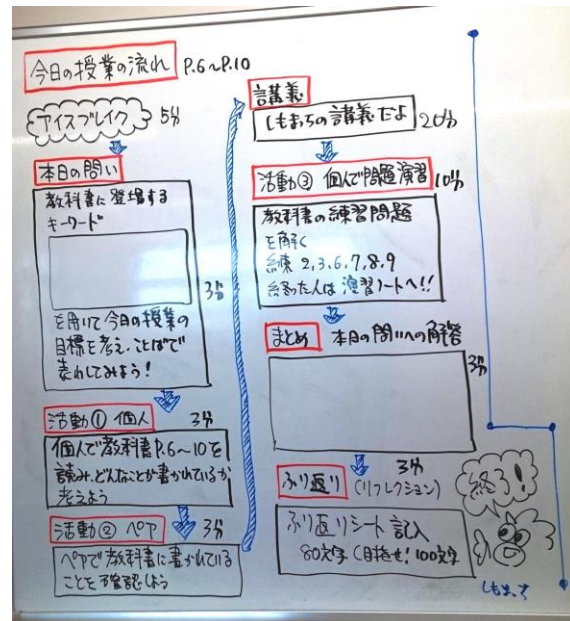 今日の授業の流れ P.6~P.10
アイスブレイク 5分
本日の問い
教科書に登場する
キーワード
を用いて今日の授業の
目標を考え、ことばで
表わしてみよう!
3分
活動① 個人 3分
個人で教科書P.6~10を
読み、どんなことが書かれているか
考えよう
活動② ペア 3分
ペアで教科書に書かれている
ことを確認しよう
講義
しもまっちの講義だよ 20分
活動③ 個人で問題演習 10分
教科書の練習問題
を解く
練 2,3,6,7,8,9
終わった人は演習ノートへ!!
まとめ 本日の問いへの解答
3分
ふり返り (リフレクション) 3分
ふり返りシート記入
80文字(目指せ!100文字
終了!
しもまっち